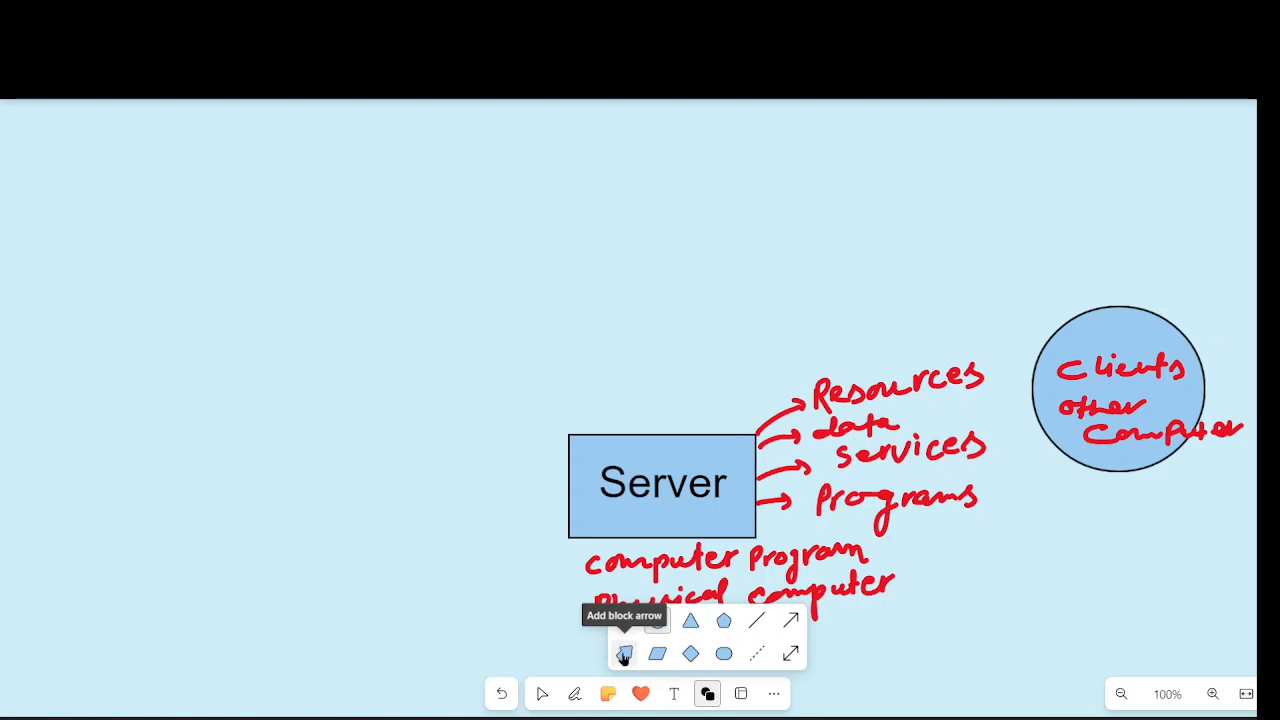 Resources
Clients
data
other
Computer
services
Server
Programs
computer Program
Physical computer
Add block arrow
T
100%